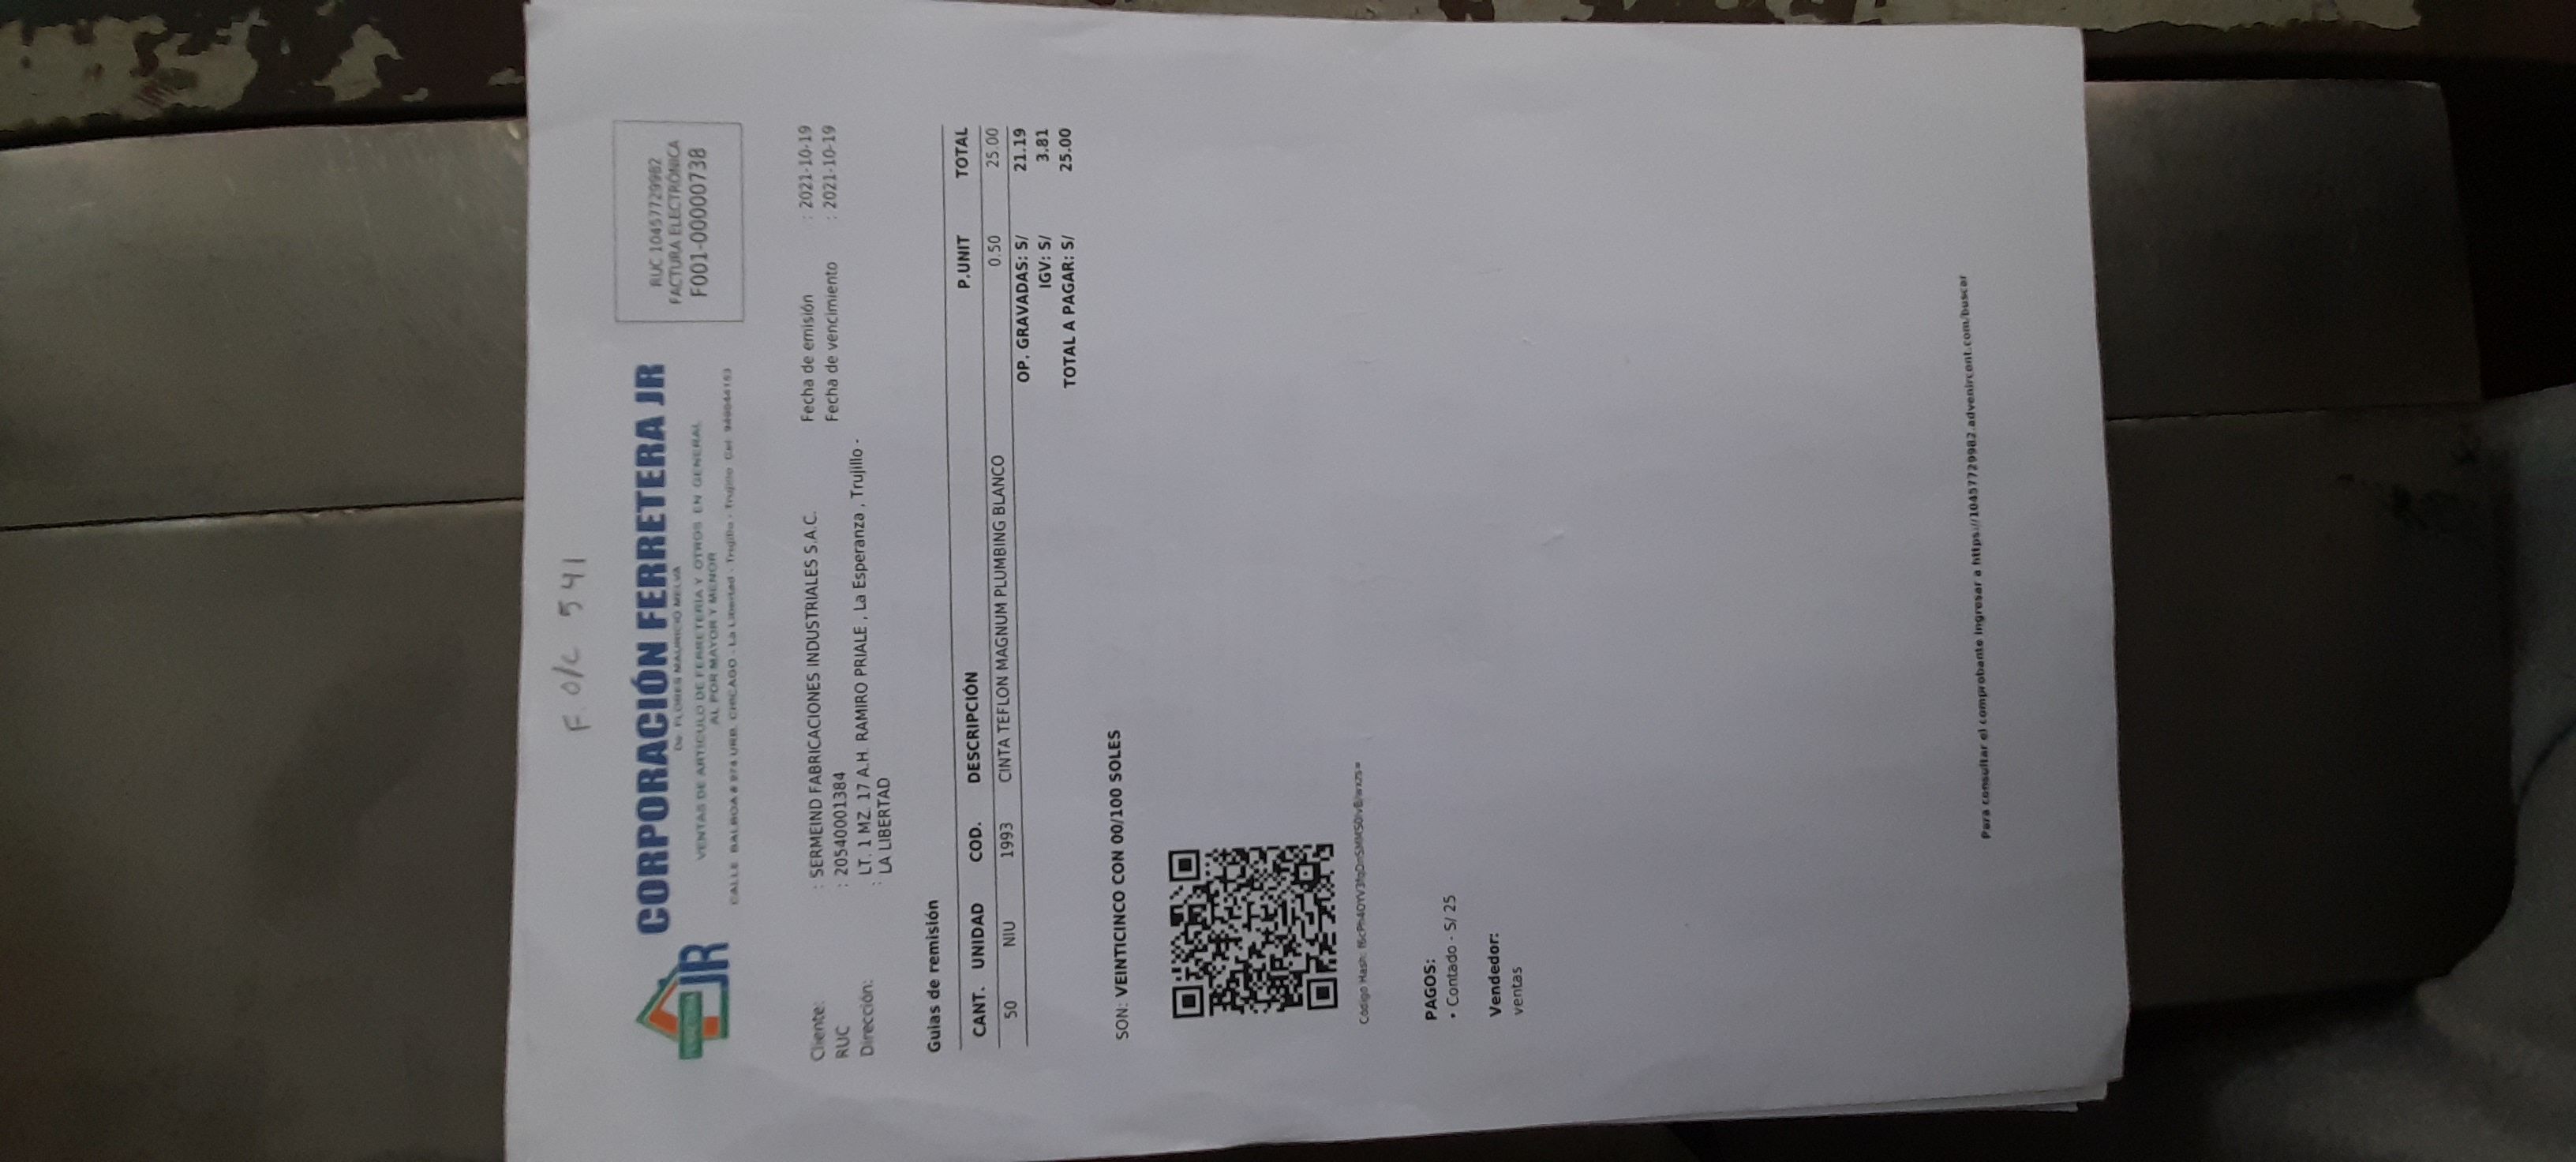 F. O/C 541
CORPORACIÓN FERRETERA JR
De FLORES MAURICIO MELVA
VENTAS DE ARTICULO DE FERRETERIA Y OTROS EN GENERAL
AL POR MAYOR Y MENOR
CALLE BALBOA # 974 URB. CHICAGO - La Libertad - Trujillo - Trujillo Cel:
JR
RUC 10457729982
FACTURA ELECTRÓNICA
F001-00000738
Cliente: : SERMEIND FABRICACIONES INDUSTRIALES S.A.C. Fecha de emisión : 2021-10-19
RUC : 20540001384 Fecha de vencimiento : 2021-10-19
Dirección: : LT. 1 MZ. 17 A.H. RAMIRO PRIALE , La Esperanza , Trujillo -
: LA LIBERTAD
Guias de remisión
CANT. UNIDAD COD. DESCRIPCIÓN P.UNIT TOTAL
50 NIU 1993 CINTA TEFLON MAGNUM PLUMBING BLANCO 0.50 25.00
OP. GRAVADAS: S/ 21.19
IGV: S/ 3.81
TOTAL A PAGAR: S/ 25.00
SON: VEINTICINCO CON 00/100 SOLES
Código Hash:
PAGOS:
• Contado - S/ 25
Vendedor:
ventas
Para consultar el comprobante ingresar a https://10457729982.advenircont.com/buscar